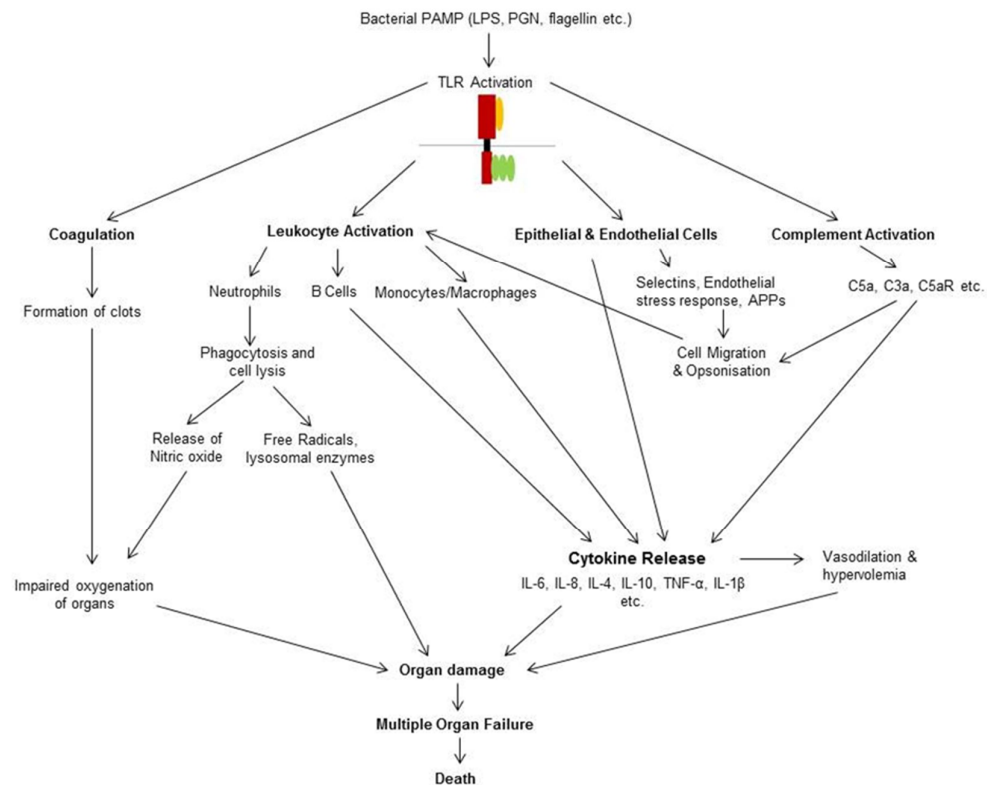 Bacterial PAMP (LPS, PGN, flagellin etc.)
TLR Activation
Coagulation
Leukocyte Activation
Epithelial & Endothelial Cells
Complement Activation
Formation of clots
Neutrophils
B Cells
Monocytes/Macrophages
Selectins, Endothelial
stress response, APPs
C5a, C3a, C5aR etc.
Phagocytosis and
cell lysis
Cell Migration
& Opsonisation
Release of
Nitric oxide
Free Radicals,
lysosomal enzymes
Impaired oxygenation
of organs
Cytokine Release
IL-6, IL-8, IL-4, IL-10, TNF-α, IL-1β
etc.
Vasodilation &
hypervolemia
Organ damage
Multiple Organ Failure
Death